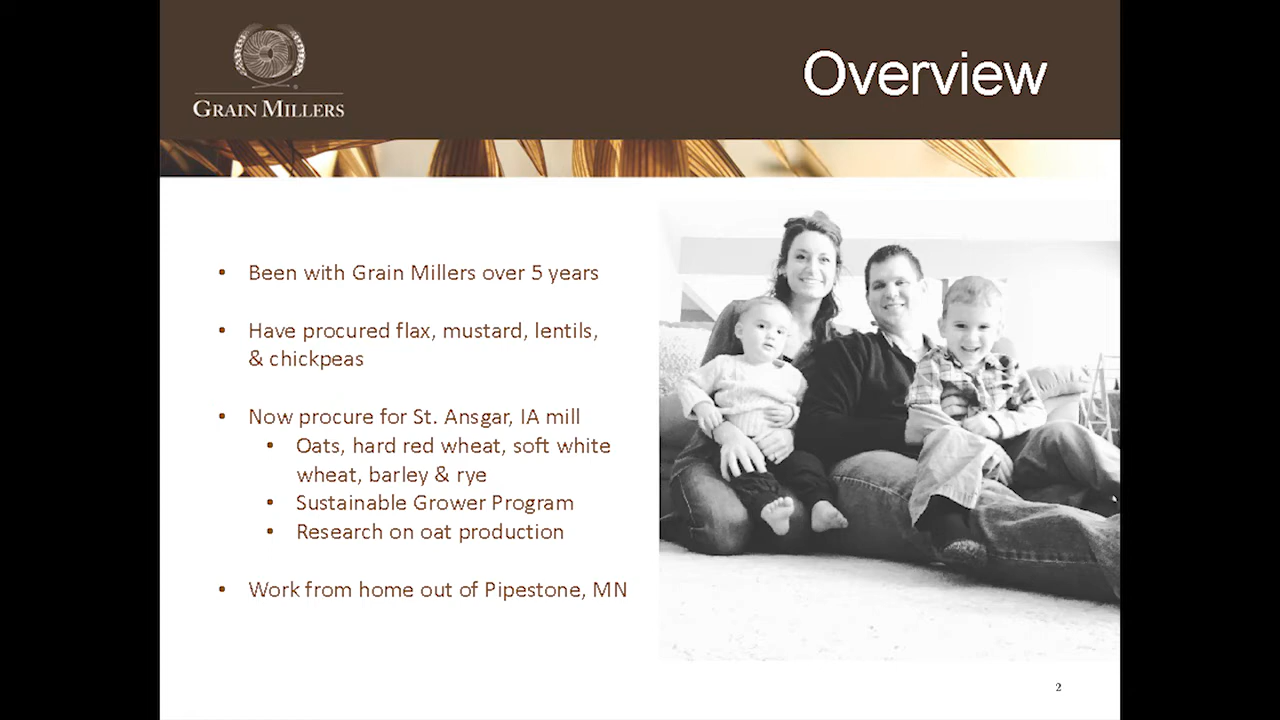 GRAIN MILLERS
Overview
• Been with Grain Millers over 5 years
• Have procured flax, mustard, lentils,
& chickpeas
• Now procure for St. Ansgar, IA mill
• Oats, hard red wheat, soft white
wheat, barley & rye
• Sustainable Grower Program
• Research on oat production
• Work from home out of Pipestone, MN
2